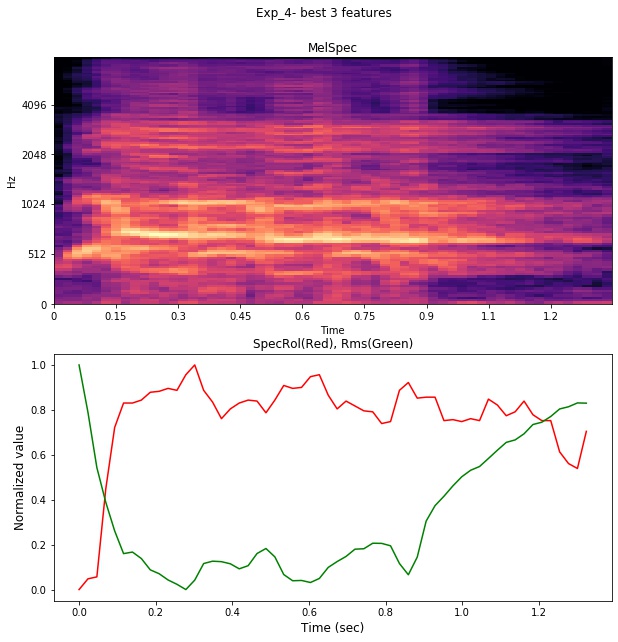 Exp_4- best 3 features
MelSpec
Hz
4096
2048
1024
512
0
0 0.15 0.3 0.45 0.6 0.75 0.9 1.1 1.2
Time
SpecRol(Red), Rms(Green)
Normalized value
1.0
0.8
0.6
0.4
0.2
0.0
0.0 0.2 0.4 0.6 0.8 1.0 1.2
Time (sec)